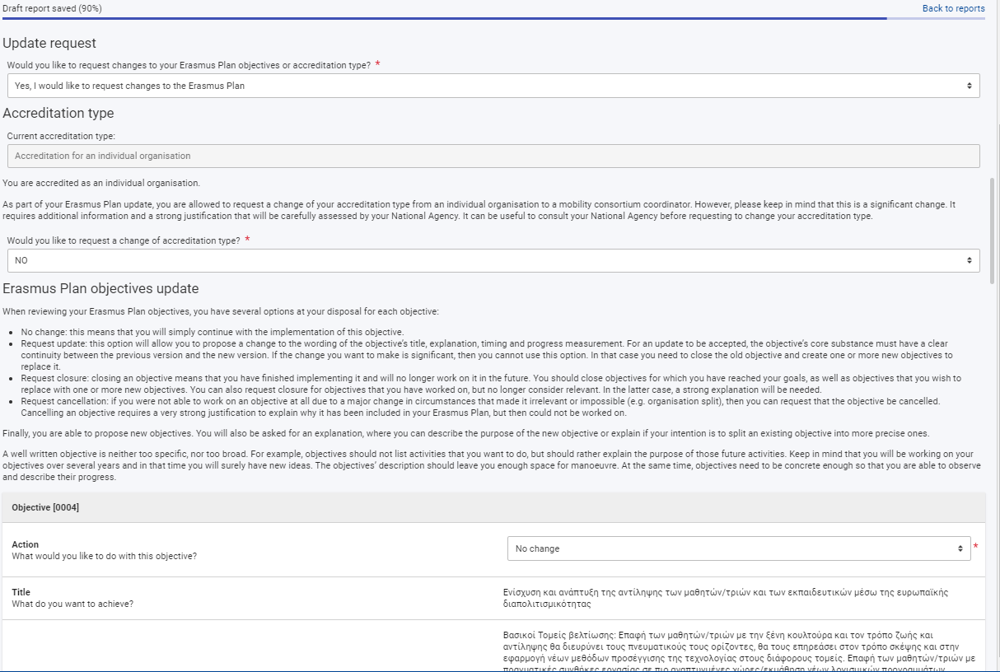 Draft report saved (90%)
Back to reports
Update request
Would you like to request changes to your Erasmus Plan objectives or accreditation type? *
Yes, I would like to request changes to the Erasmus Plan
Accreditation type
Current accreditation type:
Accreditation for an individual organisation
You are accredited as an individual organisation.
As part of your Erasmus Plan update, you are allowed to request a change of your accreditation type from an individual organisation to a mobility consortium coordinator. However, please keep in mind that this is a significant change. It
requires additional information and a strong justification that will be carefully assessed by your National Agency. It can be useful to consult your National Agency before requesting to change your accreditation type.
Would you like to request a change of accreditation type? *
NO
Erasmus Plan objectives update
When reviewing your Erasmus Plan objectives, you have several options at your disposal for each objective:
• No change: this means that you will simply continue with the implementation of this objective.
• Request update: this option will allow you to propose a change to the wording of the objective's title, explanation, timing and progress measurement. For an update to be accepted, the objective's core substance must have a clear
continuity between the previous version and the new version. If the change you want to make is significant, then you cannot use this option. In that case you need to close the old objective and create one or more new objectives to
replace it.
• Request closure: closing an objective means that you have finished implementing it and will no longer work on it in the future. You should close objectives for which you have reached your goals, as well as objectives that you wish to
replace with one or more new objectives. You can also request closure for objectives that you have worked on, but no longer consider relevant. In the latter case, a strong explanation will be needed.
• Request cancellation: if you were not able to work on an objective at all due to a major change in circumstances that made it irrelevant or impossible (e.g. organisation split), then you can request that the objective be cancelled.
Cancelling an objective requires a very strong justification to explain why it has been included in your Erasmus Plan, but then could not be worked on.
Finally, you are able to propose new objectives. You will also be asked for an explanation, where you can describe the purpose of the new objective or explain if your intention is to split an existing objective into more precise ones.
A well written objective is neither too specific, nor too broad. For example, objectives should not list activities that you want to do, but should rather explain the purpose of those future activities. Keep in mind that you will be working on your
objectives over several years and in that time you will surely have new ideas. The objectives' description should leave you enough space for manoeuvre. At the same time, objectives need to be concrete enough so that you are able to observe
and describe their progress.
Objective [0004]
Action
What would you like to do with this objective?
No change *
Title
What do you want to achieve?
Ενίσχυση και ανάπτυξη της αντίληψης των μαθητών/τριών και των εκπαιδευτικών μέσω της ευρωπαϊκής
διαπολιτισμικότητας
Βασικοί Τομείς βελτίωσης: Επαφή των μαθητών/τριών με την ξένη κουλτούρα και τον τρόπο ζωής και
αντίληψης θα διευρύνει τους πνευματικούς τους ορίζοντες, θα τους επηρεάσει στον τρόπο σκέψης και στην
εφαρμογή νέων μεθόδων προσέγγισης της τεχνολογίας στους διάφορους τομείς. Επαφή των μαθητών/τριών με
πραγματικές συνθήκες εργασίας σε πιο αναπτυγμένες χώρες/εκμάθηση νέων λογισμικών προγραμμάτων